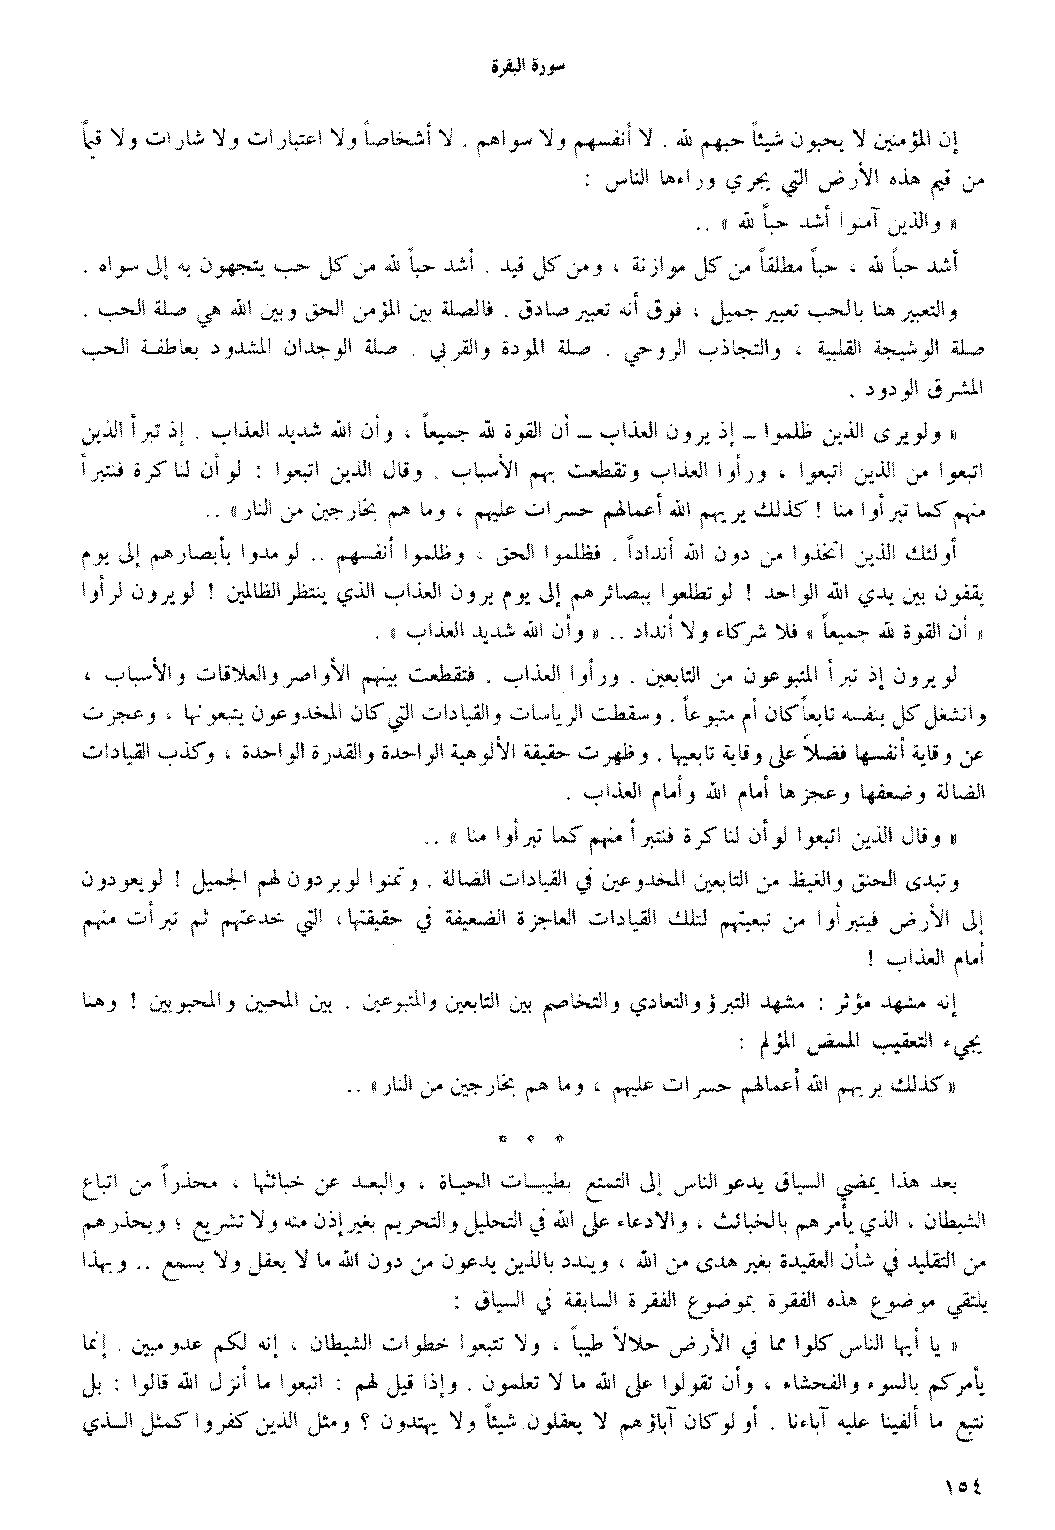 سورة البقرة
إن المؤمنين لا يحبون شيئاً حبهم لله . لا أنفسهم ولا سواهم . لا أشخاصاً ولا اعتبارات ولا شارات ولا قيماً
من قيم هذه الأرض التي يجري وراءها الناس :
« والذين آمنوا أشد حباً لله » ..
أشد حباً لله ، حباً مطلقاً من كل موازنة ، ومن كل قيد . أشد حباً لله من كل حب يتجهون به إلى سواه .
والتعبير هنا بالحب تعبير جميل ، فوق أنه تعبير صادق . فالصلة بين المؤمن الحق وبين الله هي صلة الحب .
صلة الوشيجة القلبية ، والتجاذب الروحي . صلة المودة والقربى . صلة الوجدان المشدود بعاطفة الحب
المشرق الودود .
« ولو يرى الذين ظلموا – إذ يرون العذاب – أن القوة لله جميعاً ، وأن الله شديد العذاب . إذ تبرأ الذين
اتبعوا من الذين اتبعوا ، ورأوا العذاب وتقطعت بهم الأسباب . وقال الذين اتبعوا : لو أن لنا كرة فنتبرأ
منهم كما تبرأوا منا ! كذلك يريهم الله أعمالهم حسرات عليهم ، وما هم بخارجين من النار » ..
أولئك الذين اتخذوا من دون الله أنداداً . فظلموا الحق ، وظلموا أنفسهم .. لو مدوا بأبصارهم إلى يوم
يقفون بين يدي الله الواحد ! لو تطلعوا ببصائرهم إلى يوم يرون العذاب الذي ينتظر الظالمين ! لو يرون لرأوا
« أن القوة لله جميعاً » فلا شركاء ولا أنداد .. « وأن الله شديد العذاب » .
لو يرون إذ تبرأ المتبوعون من التابعين . ورأوا العذاب . فتقطعت بينهم الأواصر والعلاقات والأسباب ،
وانشغل كل بنفسه تابعاً كان أم متبوعاً . وسقطت الرياسات والقيادات التي كان المخدوعون يتبعونها ، وعجزت
عن وقاية أنفسها فضلاً على وقاية تابعيها . وظهرت حقيقة الألوهية الواحدة والقدرة الواحدة ، وكذب القيادات
الضالة وضعفها وعجزها أمام الله وأمام العذاب .
« وقال الذين اتبعوا لو أن لنا كرة فنتبرأ منهم كما تبرأوا منا » ..
وتبدى الحنق والغيظ من التابعين المخدوعين في القيادات الضالة . وتمنوا لو يردون لهم الجميل ! لو يعودون
إلى الأرض فيتبرأوا من تبعيتهم لتلك القيادات العاجزة الضعيفة في حقيقتها، التي خدعتهم ثم تبرأت منهم
أمام العذاب !
إنه مشهد مؤثر : مشهد التبرؤ والتعادي والتخاصم بين التابعين والمتبوعين . بين المحبين والمحبوبين ! وهنا
يجيء التعقيب الممض المؤلم :
« كذلك يريهم الله أعمالهم حسرات عليهم ، وما هم بخارجين من النار » ..
* * *
بعد هذا يمضي السياق يدعو الناس إلى التمتع بطيبات الحياة ، والبعد عن خبائثها ، محذراً من اتباع
الشيطان ، الذي يأمرهم بالخبائث ، والادعاء على الله في التحليل والتحريم بغير إذن منه ولا تشريع ؛ ويحذرهم
من التقليد في شأن العقيدة بغير هدى من الله ، ويندد بالذين يدعون من دون الله ما لا يعقل ولا يسمع .. وبهذا
يلتقي موضوع هذه الفقرة بموضوع الفقرة السابقة في السياق :
« يا أيها الناس كلوا مما في الأرض حلالاً طيباً ، ولا تتبعوا خطوات الشيطان ، إنه لكم عدو مبين . إنما
يأمركم بالسوء والفحشاء ، وأن تقولوا على الله ما لا تعلمون . وإذا قيل لهم : اتبعوا ما أنزل الله قالوا : بل
نتبع ما ألفينا عليه آباءنا . أو لو كان آباؤهم لا يعقلون شيئاً ولا يهتدون ؟ ومثل الذين كفروا كمثل الذي
١٥٤